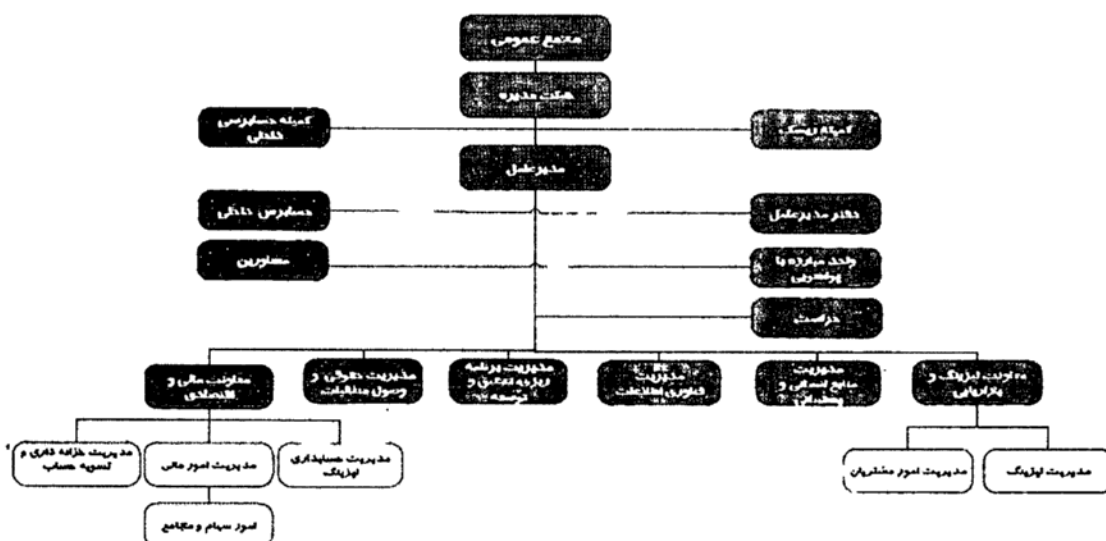 مجمع عمومی
هیئت مدیره
کمیته ریسک
کمیته حسابرسی
داخلی
مدیرعامل
دفتر مدیرعامل
حسابرس داخلی
واحد مبارزه با
پولشویی
مشاورین
حراست
معاونت لیزینگ و
بازاریابی
مدیریت
منابع انسانی و
پشتیبانی
مدیریت
فناوری اطلاعات
مدیریت برنامه
ریزی، تحقیق و
توسعه
مدیریت حقوقی و
وصول مطالبات
معاونت مالی و
اقتصادی
مدیریت لیزینگ
مدیریت امور مشتریان
مدیریت حسابداری
لیزینگ
مدیریت امور مالی
مدیریت خزانه داری و
تسویه حساب
امور سهام و مجامع